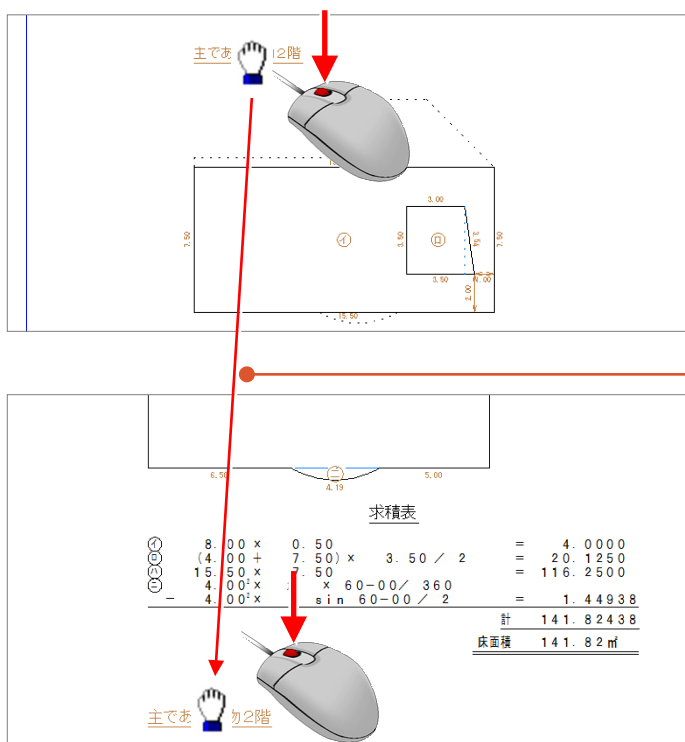 主であ 2階
3.00
7.50
イ
3.50
ロ
3.54
7.50
3.50
2.00
15.50
6.50
ニ
5.00
4.19
求積表
イ 8. 00 × 0. 50 = 4. 0000
ロ (4. 00 + 7. 50) × 3. 50 / 2 = 20. 1250
ハ 15. 50 × 7. 50 = 116. 2500
ニ 4. 00² × × 60-00/ 360
- 4. 00² × sin 60-00 / 2 = 1. 44938
計 141. 82438
床面積 141. 82㎡
主であ 物2階